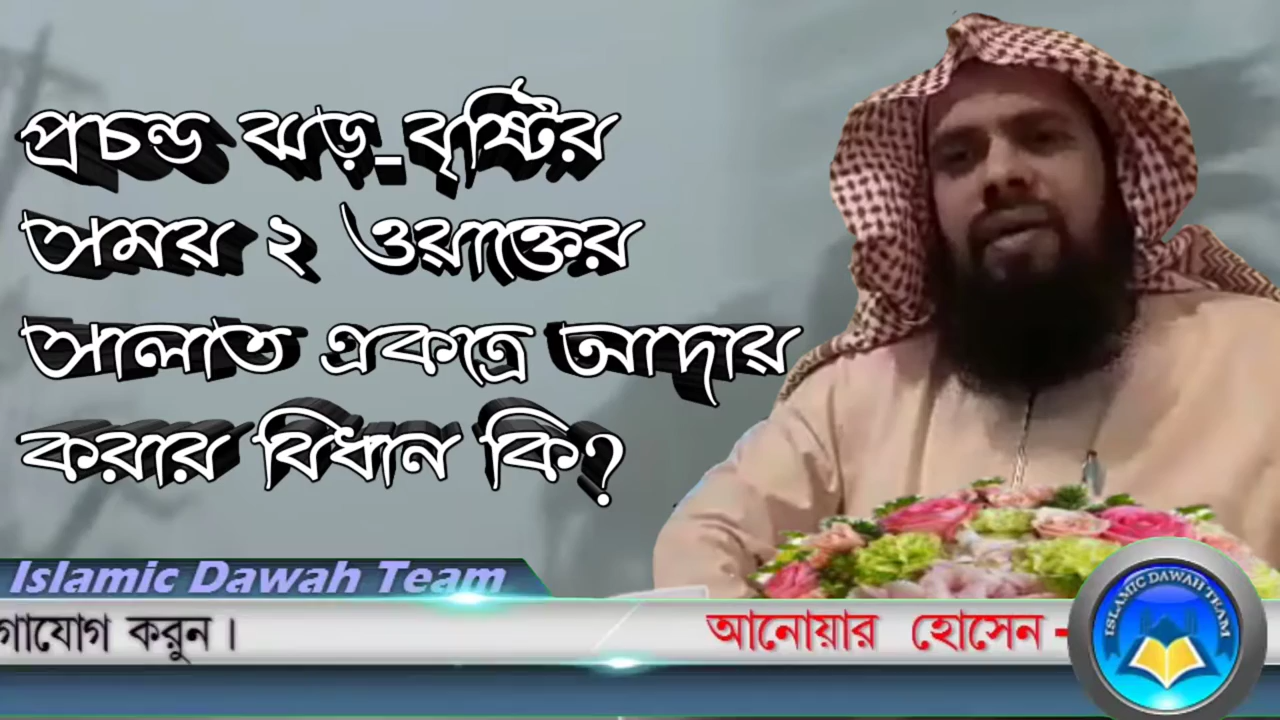 প্রচন্ড ঝড়-বৃষ্টির
সময় ২ ওয়াক্তের
সালাত একত্রে আদায়
করার বিধান কি?
Islamic Dawah Team
গাযোগ করুন।
আনোয়ার হোসেন -
ISLAMIC DAWAH TEAM